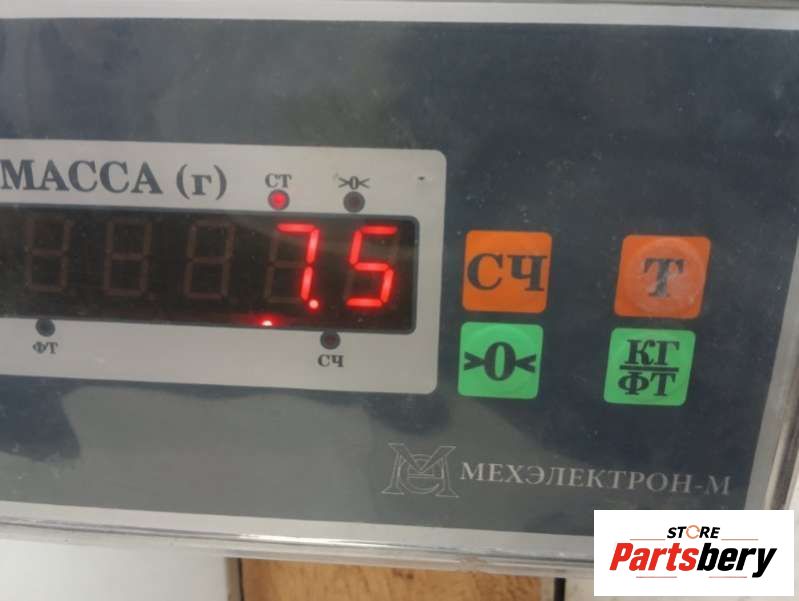 МАССА (г)
СТ >0<
7.5
ФТ СЧ
СЧ Т
>0< КГ
ФТ
МЕХЭЛЕКТРОН-М
STORE
Partsbery